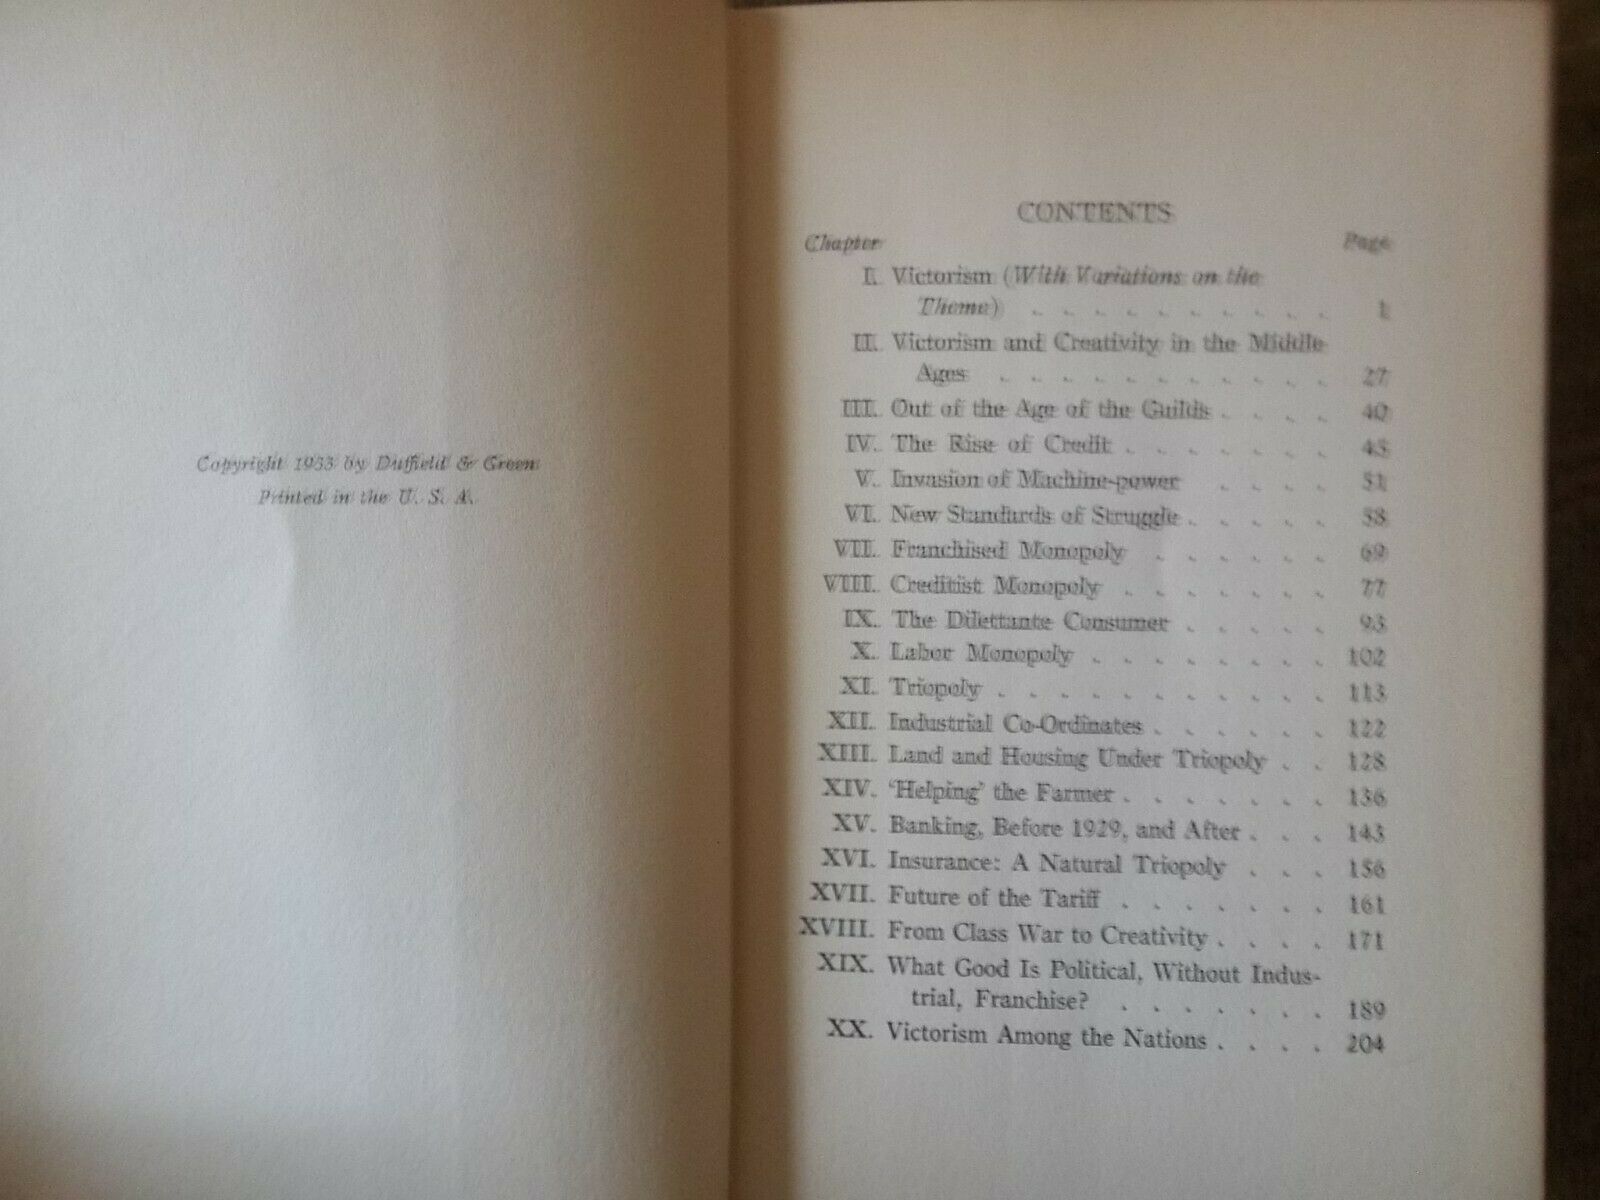 Copyright 1933 by Duffield & Green
Printed in the U. S. A.
CONTENTS
Chapter Page
I. Victorism (With Variations on the
Theme) . . . . . . . . . . 1
II. Victorism and Creativity in the Middle
Ages . . . . . . . . . . . 27
III. Out of the Age of the Guilds . . . . 40
IV. The Rise of Credit . . . . . . . 45
V. Invasion of Machine-power . . . . 51
VI. New Standards of Struggle . . . . . 58
VII. Franchised Monopoly . . . . . . 69
VIII. Creditist Monopoly . . . . . . . 77
IX. The Dilettante Consumer . . . . . 93
X. Labor Monopoly . . . . . . . . 102
XI. Triopoly . . . . . . . . . . . 113
XII. Industrial Co-Ordinates . . . . . . 122
XIII. Land and Housing Under Triopoly . . 128
XIV. 'Helping' the Farmer . . . . . . . 136
XV. Banking, Before 1929, and After . . . 143
XVI. Insurance: A Natural Triopoly . . . 156
XVII. Future of the Tariff . . . . . . . 161
XVIII. From Class War to Creativity . . . . 171
XIX. What Good Is Political, Without Indus-
trial, Franchise? . . . . . . . 189
XX. Victorism Among the Nations . . . . 204